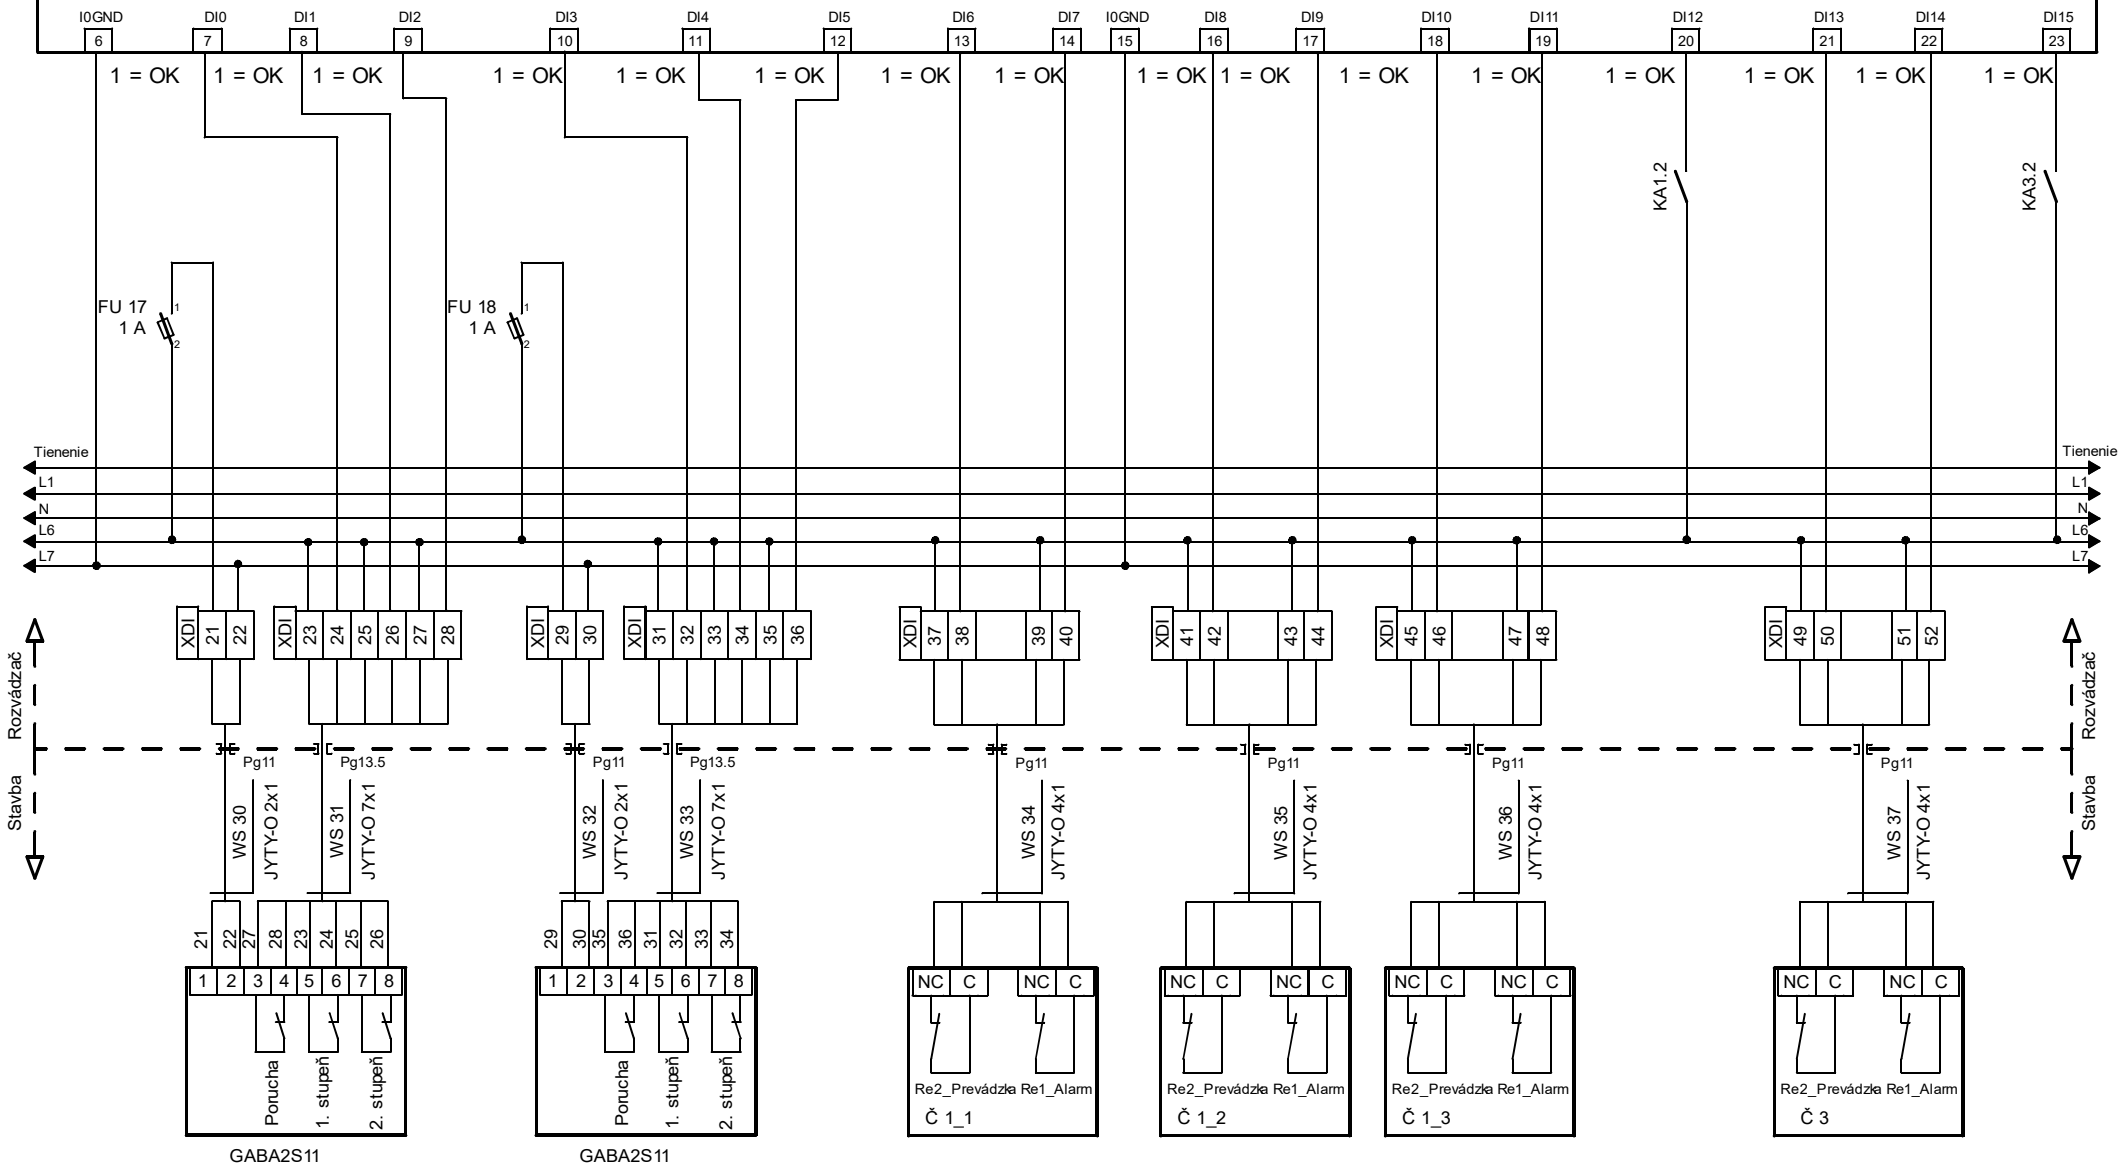 I0GND DI0 DI1 DI2 DI3 DI4 DI5 DI6 DI7 I0GND DI8 DI9 DI10 DI11 DI12 DI13 DI14 DI15
6 7 8 9 10 11 12 13 14 15 16 17 18 19 20 21 22 23
1 = OK 1 = OK 1 = OK 1 = OK 1 = OK 1 = OK 1 = OK 1 = OK 1 = OK 1 = OK 1 = OK 1 = OK 1 = OK 1 = OK 1 = OK 1 = OK
KA1.2 KA3.2
FU 17 1 FU 18 1
1 A 2 1 A 2
Tienenie Tienenie
L1 L1
N N
L6 L6
L7 L7
XDI 21 22 XDI 23 24 25 26 27 28 XDI 29 30 XDI 31 32 33 34 35 36 XDI 37 38 39 40 XDI 41 42 43 44 XDI 45 46 47 48 XDI 49 50 51 52
Rozvádzač Rozvádzač
Pg11 Pg13.5 Pg11 Pg13.5 Pg11 Pg11 Pg11 Pg11
Stavba Stavba
WS 30 JYTY-O 2x1
WS 31 JYTY-O 7x1
WS 32 JYTY-O 2x1
WS 33 JYTY-O 7x1
WS 34 JYTY-O 4x1
WS 35 JYTY-O 4x1
WS 36 JYTY-O 4x1
WS 37 JYTY-O 4x1
21 22 27 28 23 24 25 26 29 30 35 36 31 32 33 34
1 2 3 4 5 6 7 8 1 2 3 4 5 6 7 8 NC C NC C NC C NC C NC C NC C NC C NC C
Porucha 1. stupeň 2. stupeň Porucha 1. stupeň 2. stupeň
Re2_Prevádzka Re1_Alarm Re2_Prevádzka Re1_Alarm Re2_Prevádzka Re1_Alarm Re2_Prevádzka Re1_Alarm
Č 1_1 Č 1_2 Č 1_3 Č 3
GABA2S11 GABA2S11